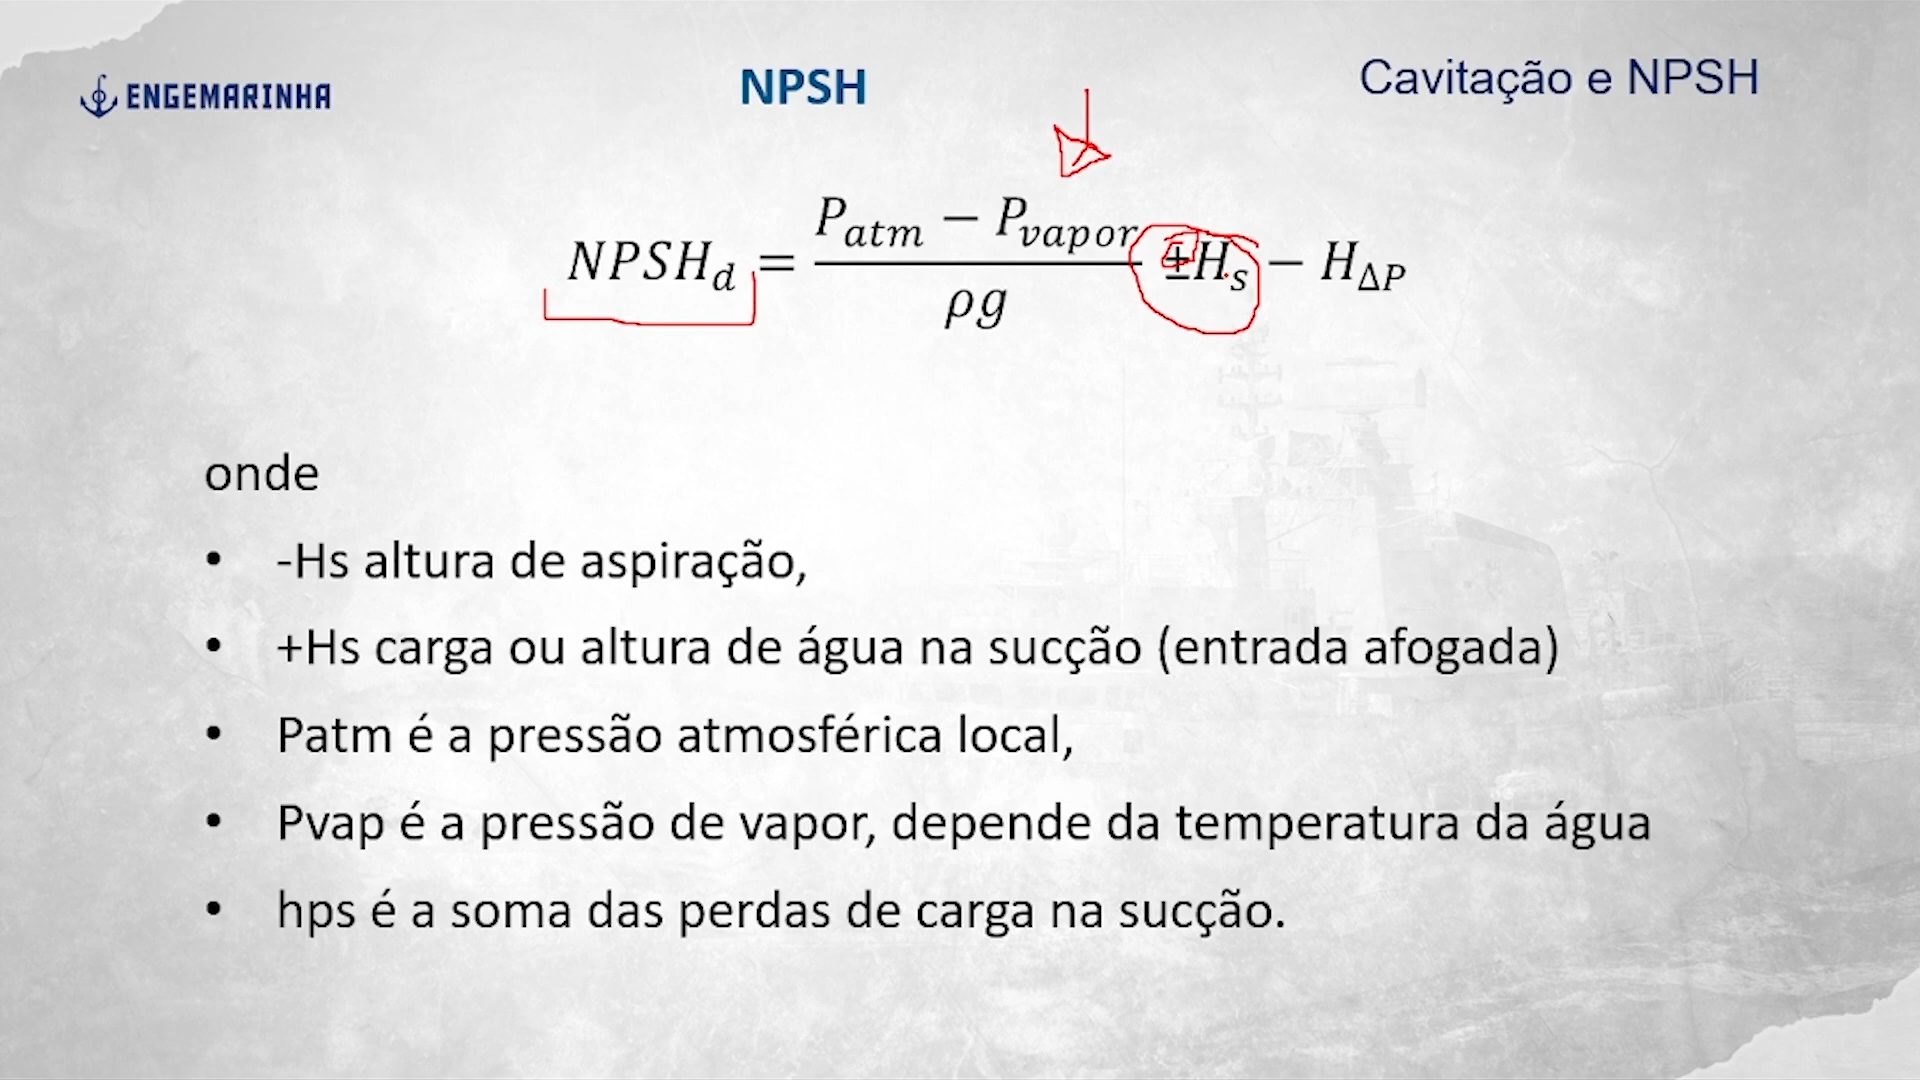 ENGEMARINHA
NPSH
Cavitação e NPSH
NPSH_d = (P_atm − P_vapor)/(ρg) ± H_s − H_ΔP
onde
• -Hs altura de aspiração,
• +Hs carga ou altura de água na sucção (entrada afogada)
• Patm é a pressão atmosférica local,
• Pvap é a pressão de vapor, depende da temperatura da água
• hps é a soma das perdas de carga na sucção.